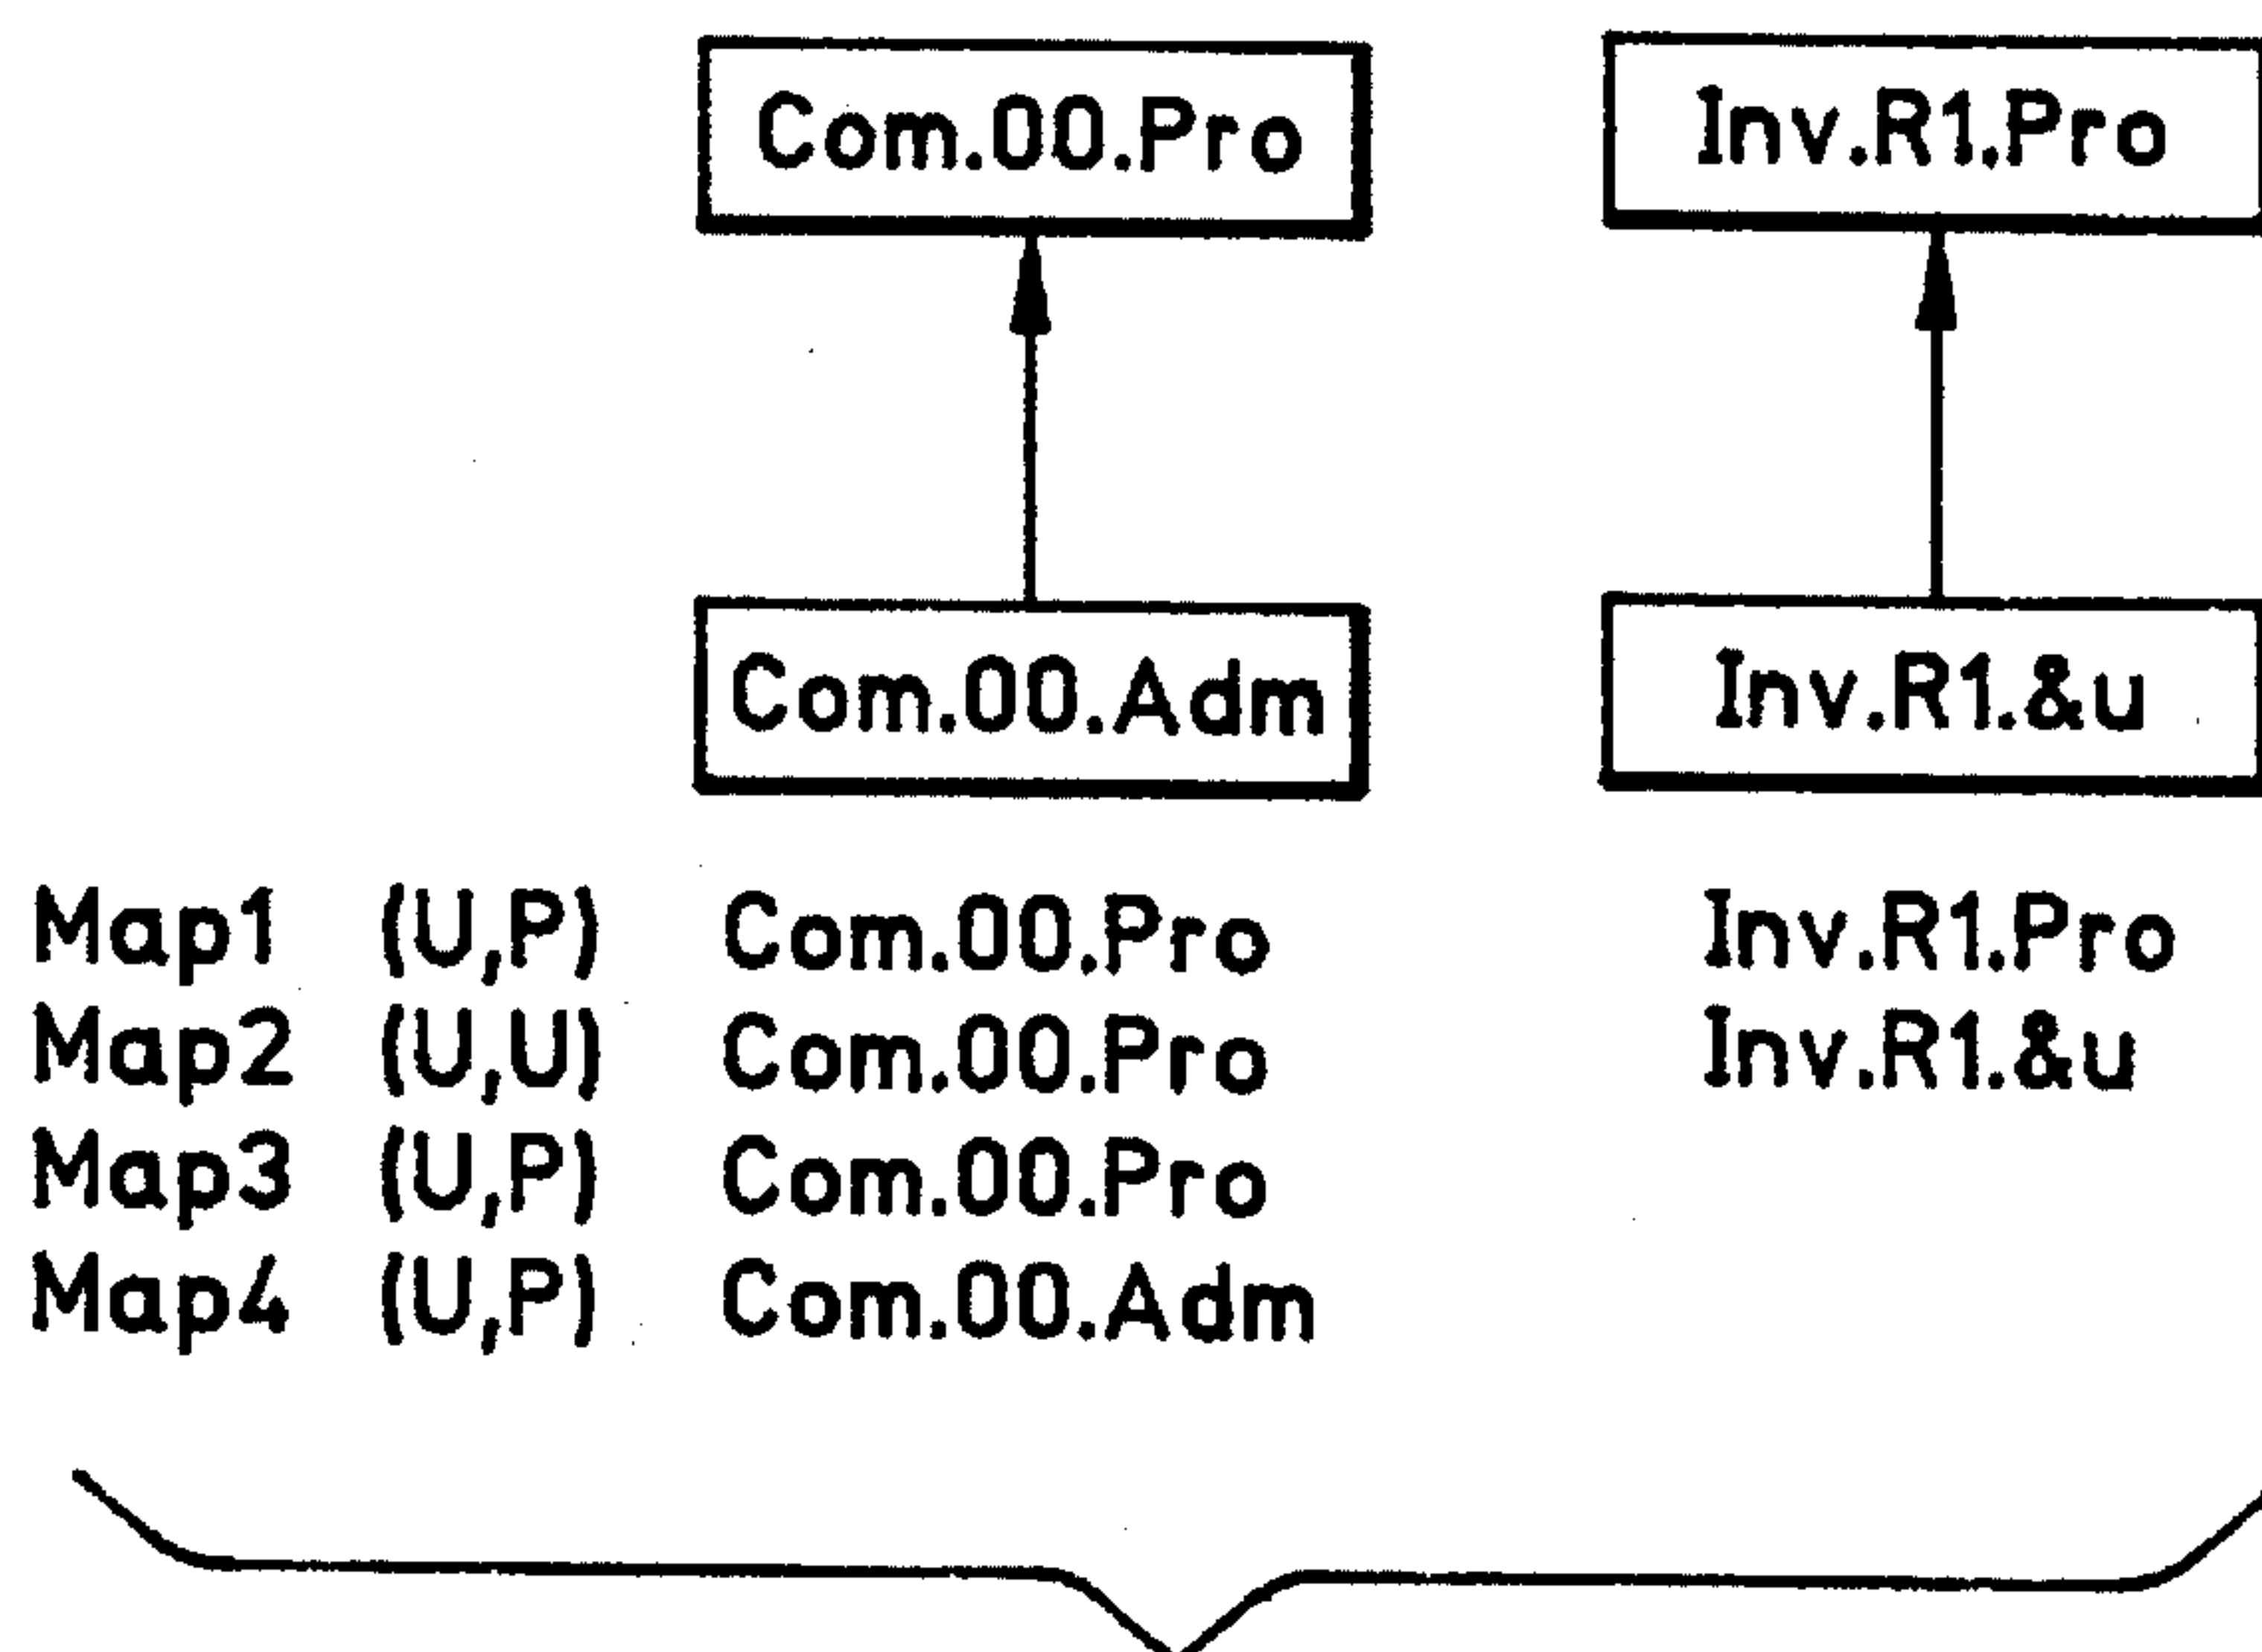 Com.00.Pro Inv.R1.Pro
Com.00.Adm Inv.R1.&u
Map1 (U,P) Com.00.Pro Inv.R1.Pro
Map2 (U,U) Com.00.Pro Inv.R1.&u
Map3 (U,P) Com.00.Pro
Map4 (U,P) Com.00.Adm